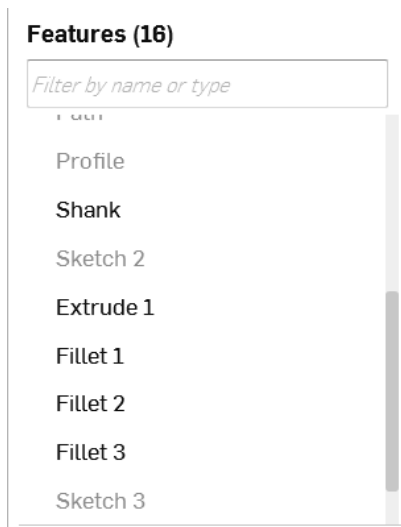 Features (16)
Filter by name or type
Profile
Shank
Sketch 2
Extrude 1
Fillet 1
Fillet 2
Fillet 3
Sketch 3